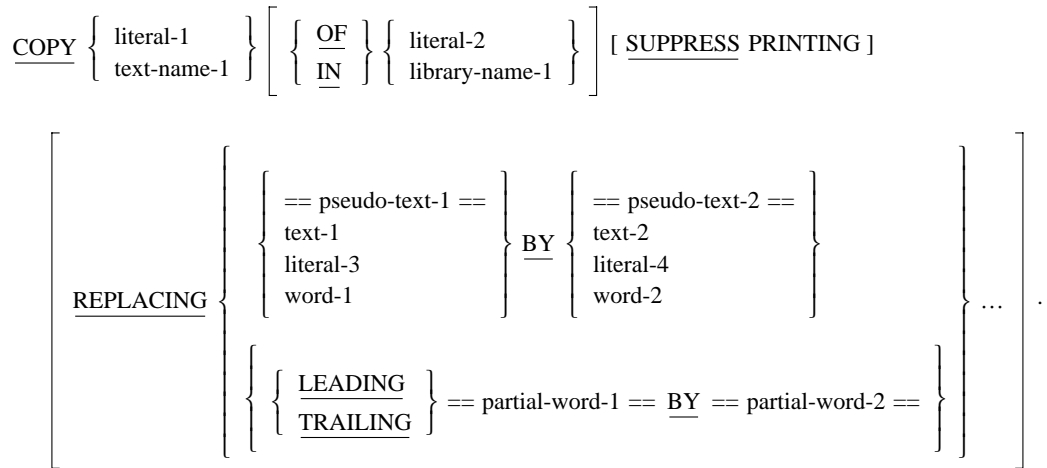 COPY { literal-1 text-name-1 } [ { OF IN } { literal-2 library-name-1 } ] [ SUPPRESS PRINTING ]
== pseudo-text-1 == == pseudo-text-2 ==
text-1 BY text-2
literal-3 literal-4
word-1 word-2
REPLACING … .
LEADING
TRAILING == partial-word-1 == BY == partial-word-2 ==